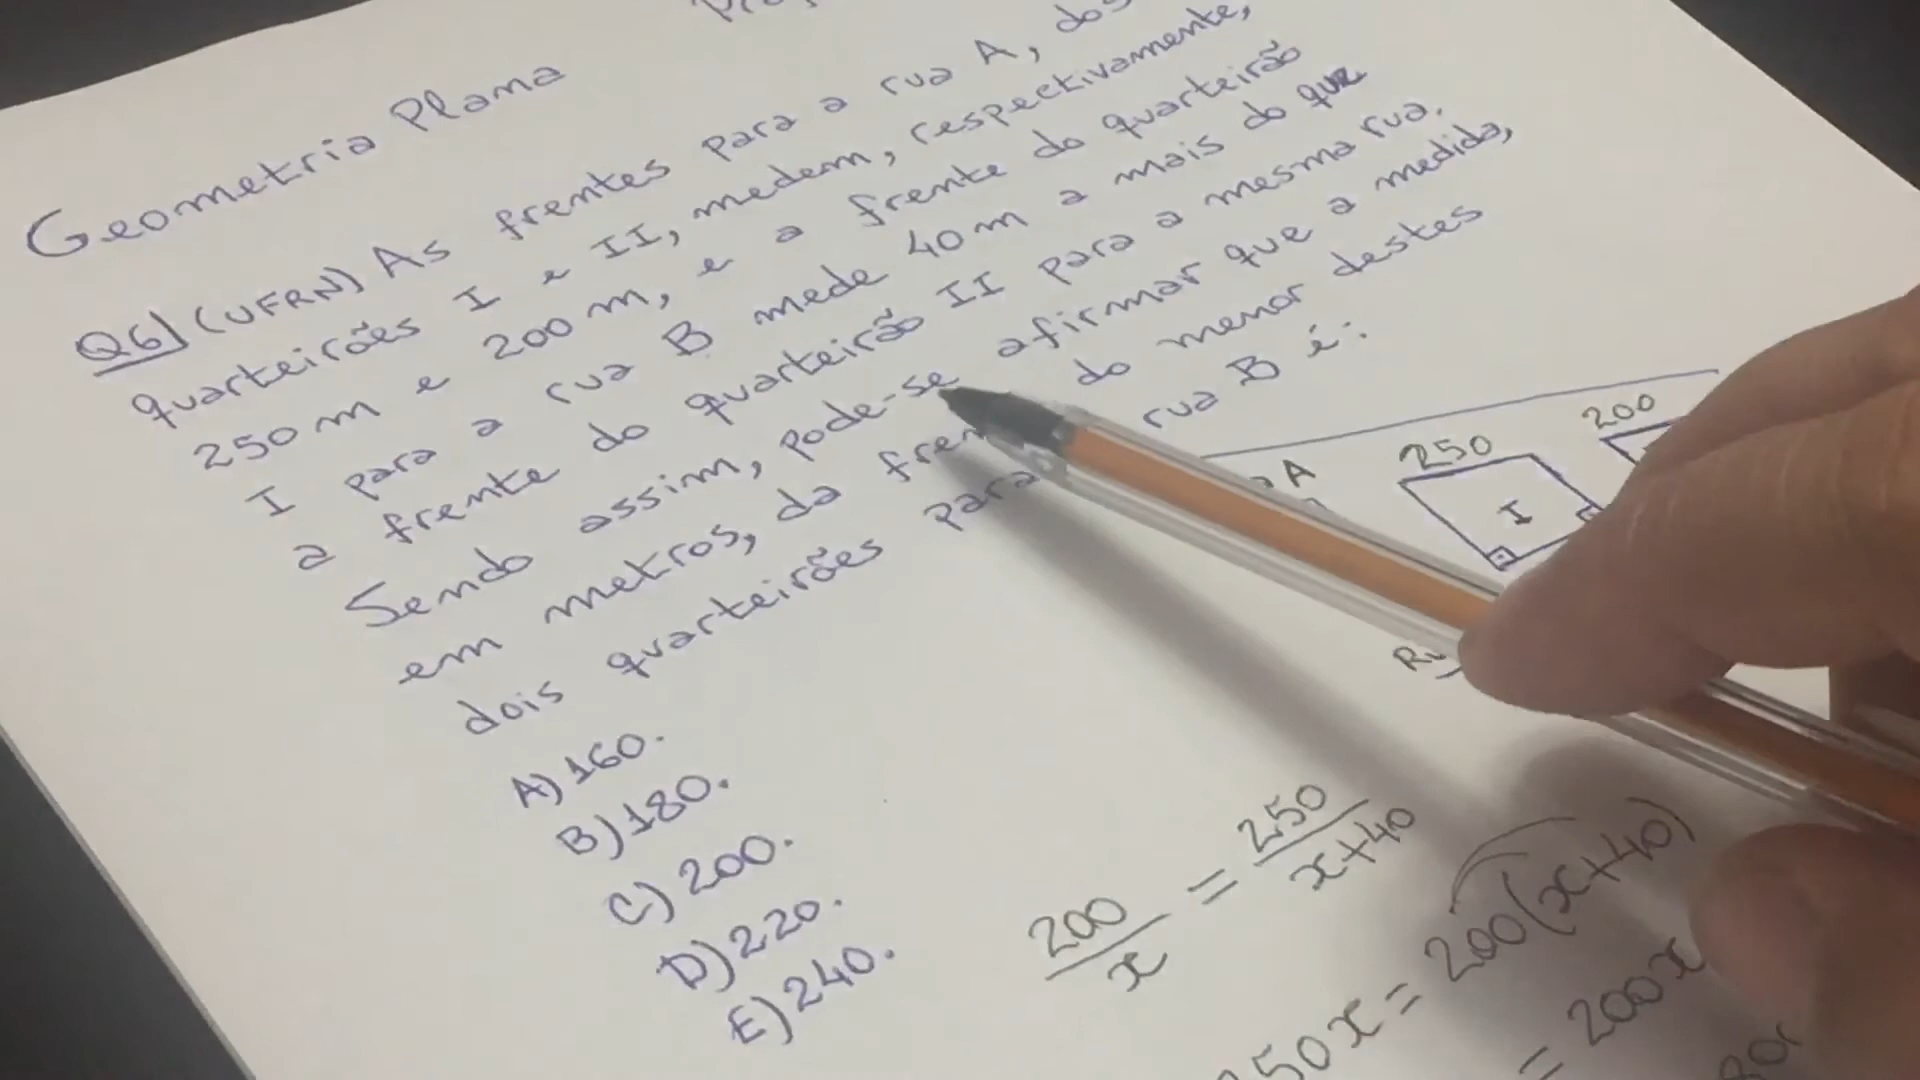 Geometria Plana
Q6) (UFRN) As frentes para a rua A, dos
quarteirões I e II, medem, respectivamente,
250 m e 200 m, e a frente do quarteirão
I para a rua B mede 40 m a mais do que
a frente do quarteirão II para a mesma rua.
Sendo assim, pode-se afirmar que a medida,
em metros, da do menor destes
dois quarteirões para rua B é:
A) 160.
B) 180.
C) 200.
D) 220.
E) 240.
A
250
200
I
200/x = 250/(x+40)
50x = 200(x+40)
= 200x